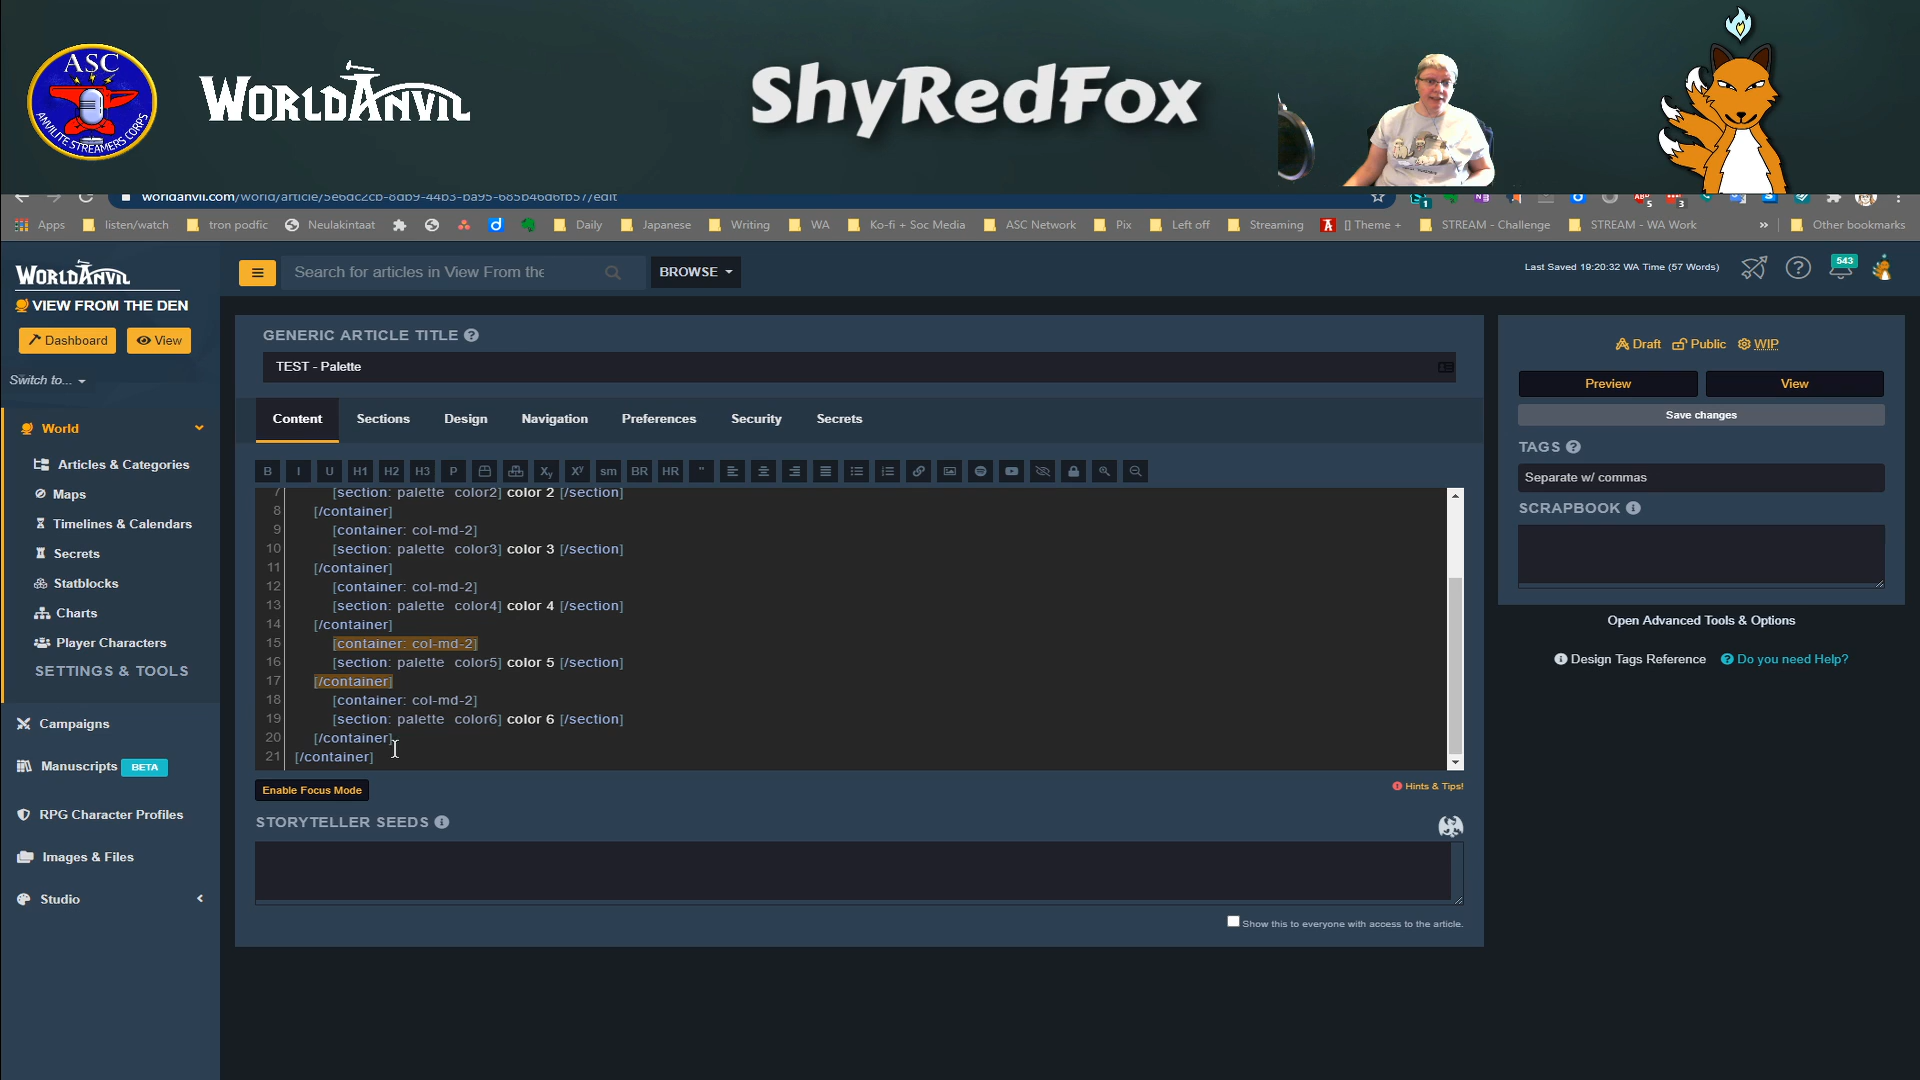 ASC
ANVILITE STREAMERS CORPS
WORLDANVIL
ShyRedFox
worldanvil.com/world/article/5e6dc2cb-8db9-44b3-ba95-685b46d6fb57/edit
Apps
listen/watch
tron podfic
Neulakintaat
Daily
Japanese
Writing
WA
Ko-fi + Soc Media
ASC Network
Pix
Left off
Streaming
[] Theme +
STREAM - Challenge
STREAM - WA Work
»
Other bookmarks
WORLDANVIL
VIEW FROM THE DEN
Dashboard
View
Switch to...
Search for articles in View From the
BROWSE
Last Saved 19:20:32 WA Time (57 Words)
543
World
Articles & Categories
Maps
Timelines & Calendars
Secrets
Statblocks
Charts
Player Characters
SETTINGS & TOOLS
Campaigns
Manuscripts BETA
RPG Character Profiles
Images & Files
Studio
GENERIC ARTICLE TITLE
TEST - Palette
Content Sections Design Navigation Preferences Security Secrets
B I U H1 H2 H3 P Xy XY sm BR HR "
7 [section: palette color2] color 2 [/section]
8 [/container]
9 [container: col-md-2]
10 [section: palette color3] color 3 [/section]
11 [/container]
12 [container: col-md-2]
13 [section: palette color4] color 4 [/section]
14 [/container]
15 [container: col-md-2]
16 [section: palette color5] color 5 [/section]
17 [/container]
18 [container: col-md-2]
19 [section: palette color6] color 6 [/section]
20 [/container]
21 [/container]
Enable Focus Mode
Hints & Tips!
STORYTELLER SEEDS
Show this to everyone with access to the article.
Draft Public WIP
Preview
View
Save changes
TAGS
Separate w/ commas
SCRAPBOOK
Open Advanced Tools & Options
Design Tags Reference
Do you need Help?